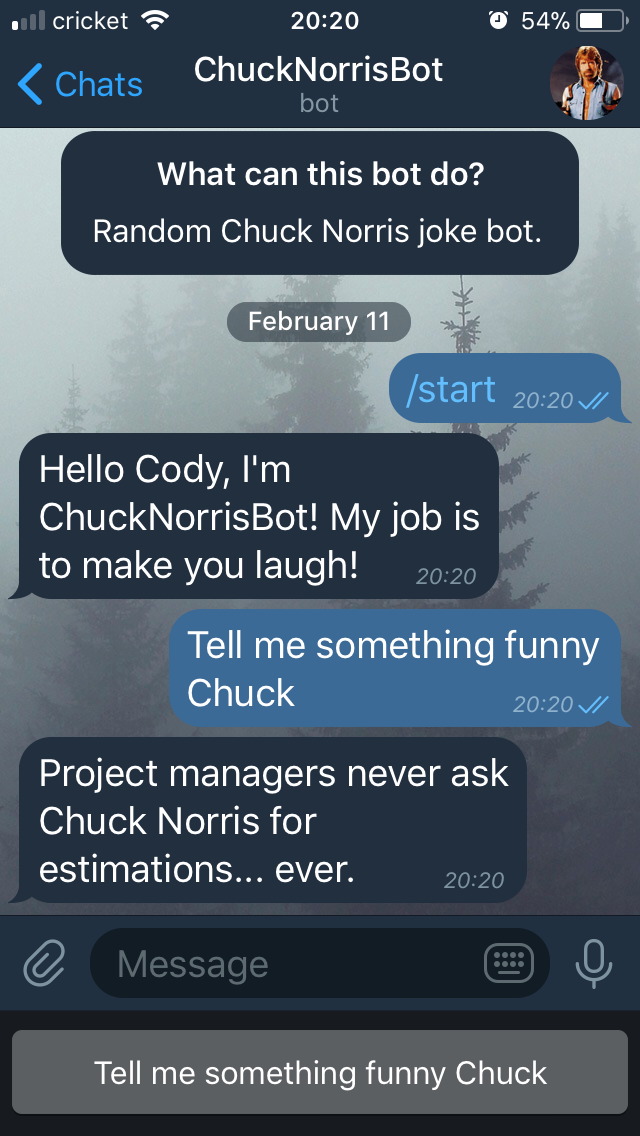 cricket 20:20 54%
Chats ChuckNorrisBot
bot
What can this bot do?
Random Chuck Norris joke bot.
February 11
/start 20:20
Hello Cody, I'm
ChuckNorrisBot! My job is
to make you laugh! 20:20
Tell me something funny
Chuck 20:20
Project managers never ask
Chuck Norris for
estimations... ever. 20:20
Message
Tell me something funny Chuck